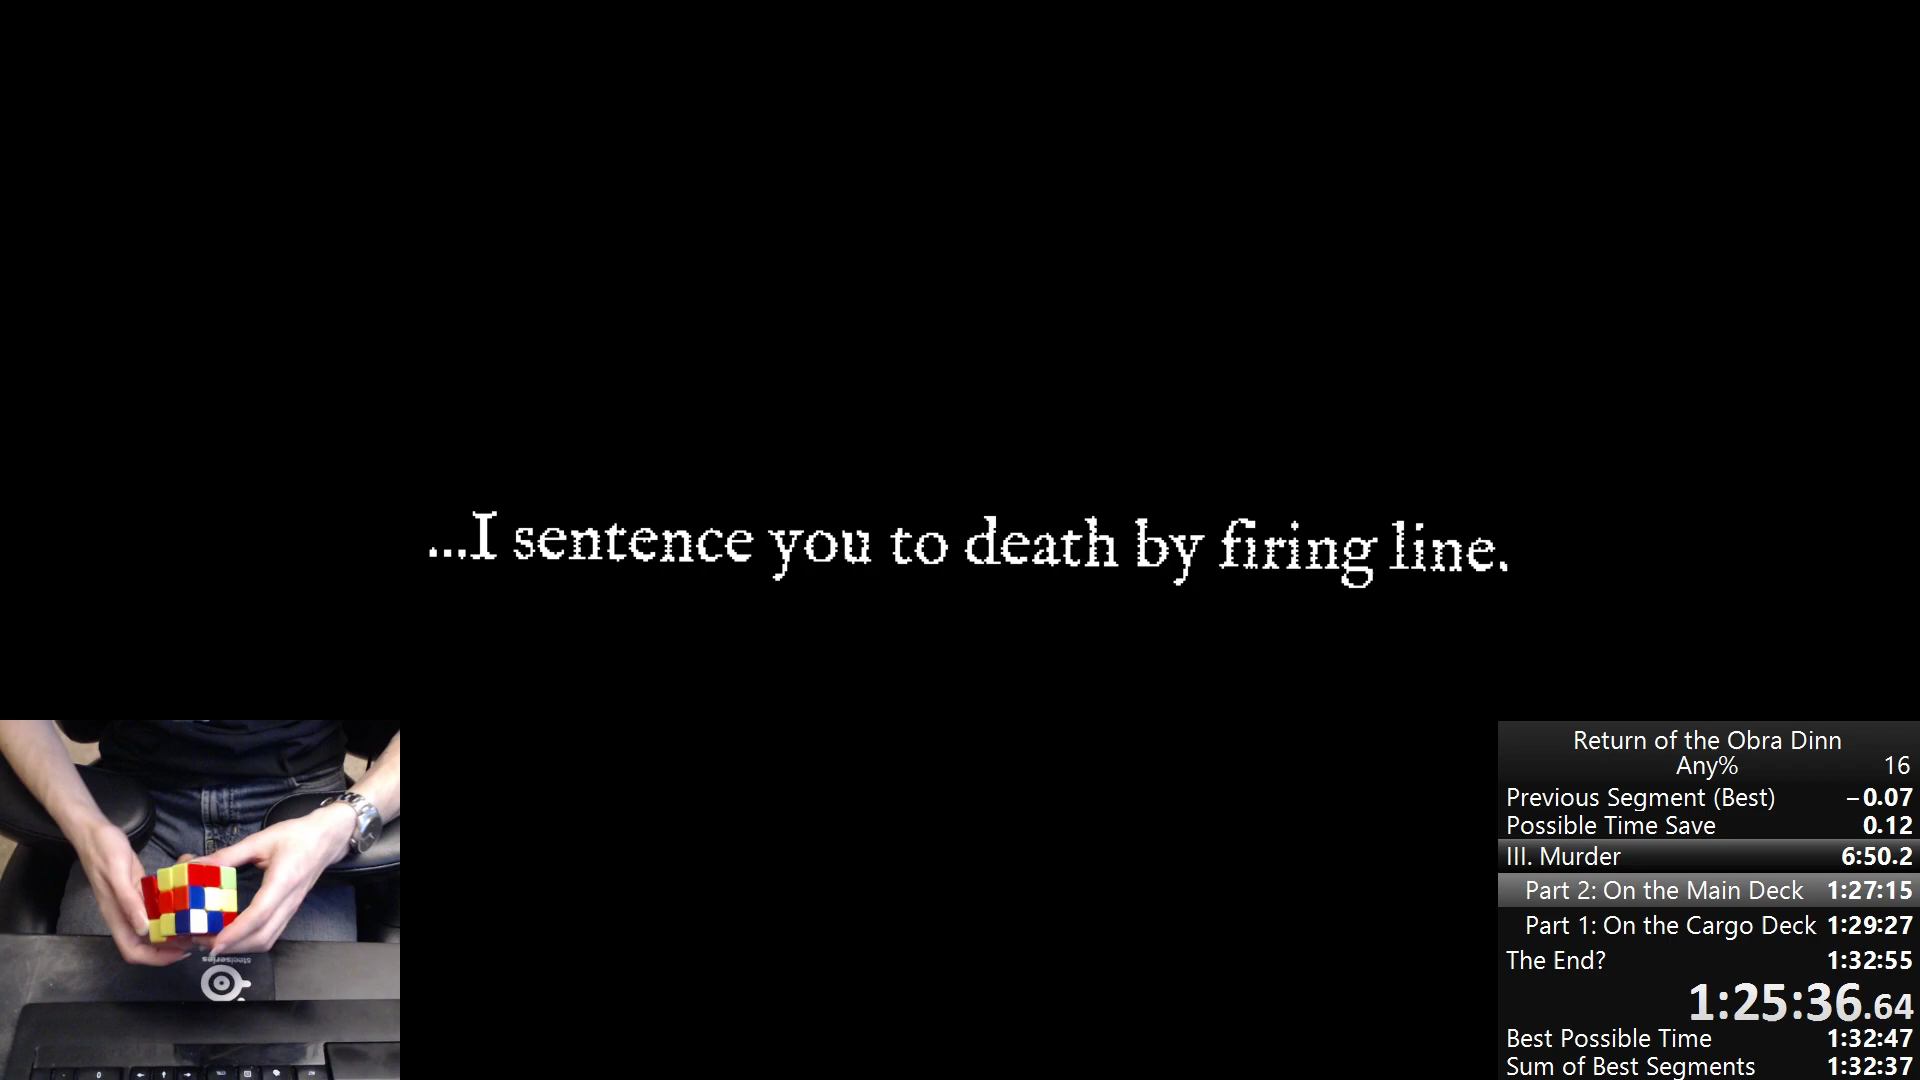 ...I sentence you to death by firing line.
steelseries
Return of the Obra Dinn
Any% 16
Previous Segment (Best) −0.07
Possible Time Save 0.12
III. Murder 6:50.2
Part 2: On the Main Deck 1:27:15
Part 1: On the Cargo Deck 1:29:27
The End? 1:32:55
1:25:36.64
Best Possible Time 1:32:47
Sum of Best Segments 1:32:37